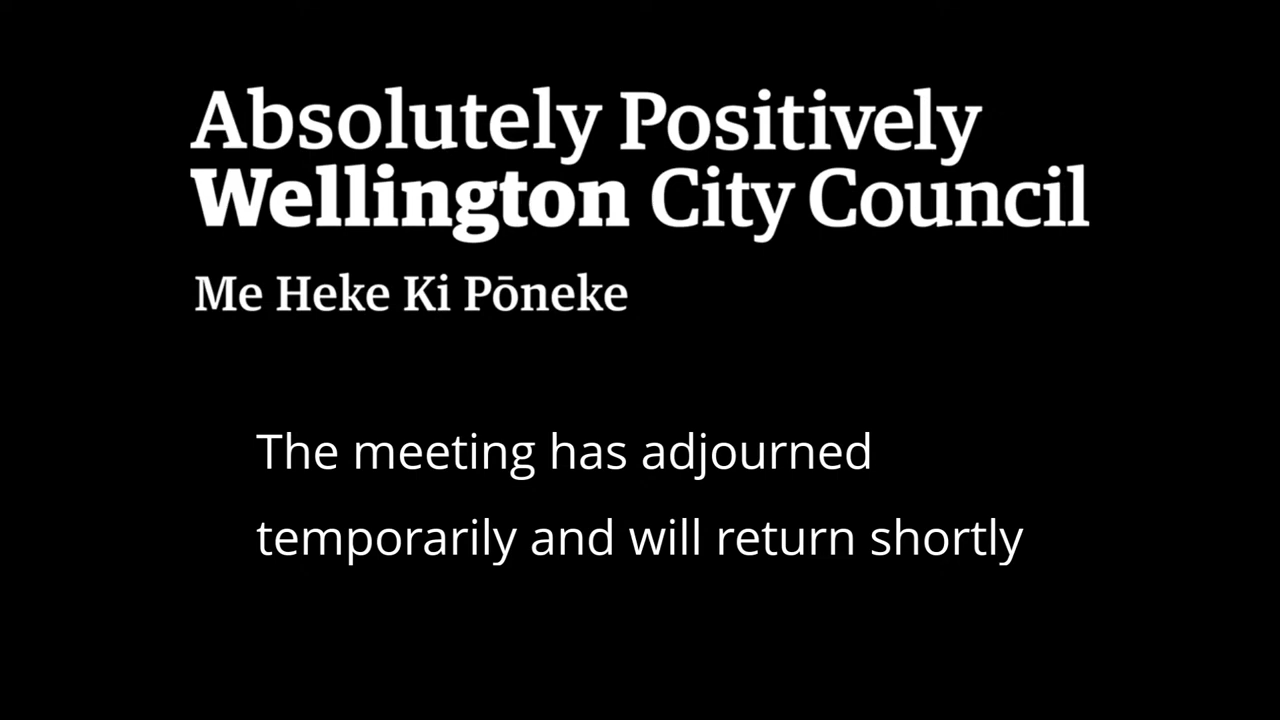 Absolutely Positively
Wellington City Council
Me Heke Ki Pōneke
The meeting has adjourned
temporarily and will return shortly